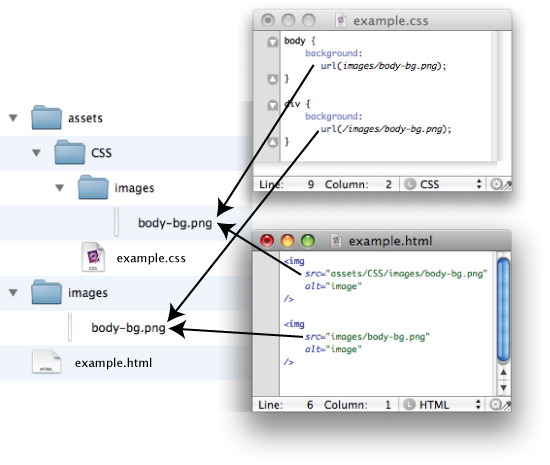 assets
CSS
images
body-bg.png
CSS
example.css
images
body-bg.png
HTML
example.html
example.css
body {
background:
url(images/body-bg.png);
}
div {
background:
url(/images/body-bg.png);
}
Line: 9 Column: 2 L CSS
example.html
<img
src="assets/CSS/images/body-bg.png"
alt="image"
/>
<img
src="images/body-bg.png"
alt="image"
/>
Line: 6 Column: 1 L HTML